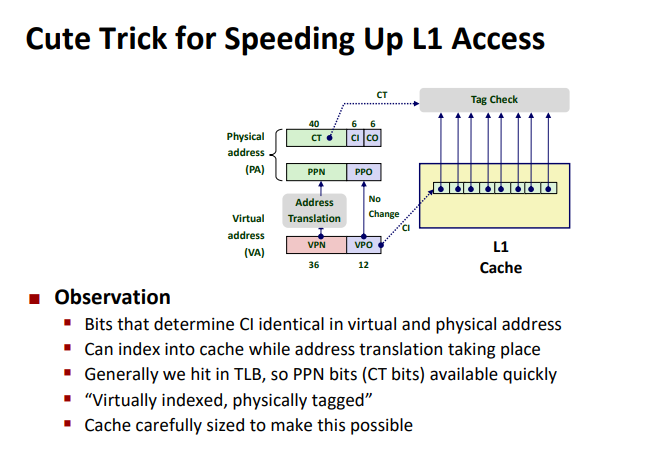 Cute Trick for Speeding Up L1 Access
CT
Tag Check
40 6 6
Physical
address
(PA)
CT CI CO
PPN PPO
Address
Translation
No
Change
CI
Virtual
address
(VA)
VPN VPO
36 12
L1
Cache
Observation
Bits that determine CI identical in virtual and physical address
Can index into cache while address translation taking place
Generally we hit in TLB, so PPN bits (CT bits) available quickly
“Virtually indexed, physically tagged”
Cache carefully sized to make this possible